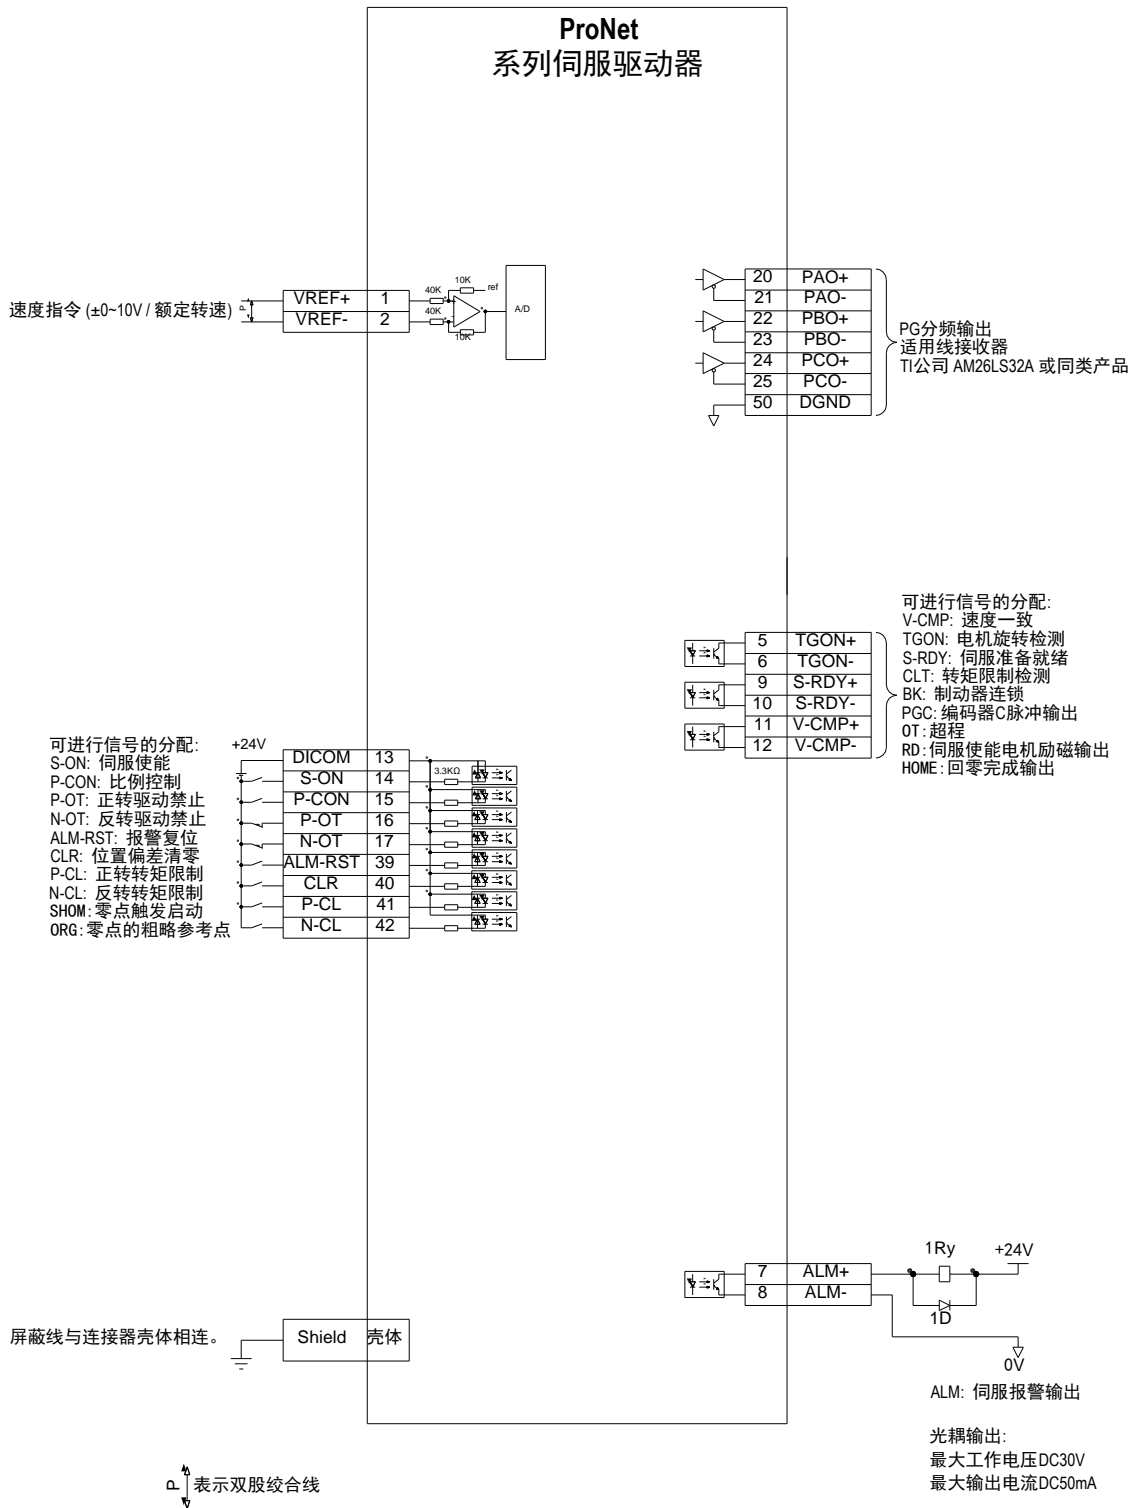 ProNet
系列伺服驱动器
速度指令 (±0~10V / 额定转速)
P
VREF+ 1
VREF- 2
40K
40K
10K
10K
ref
A/D
20 PAO+
21 PAO-
22 PBO+
23 PBO-
24 PCO+
25 PCO-
50 DGND
PG分频输出
适用线接收器
TI公司 AM26LS32A 或同类产品
5 TGON+
6 TGON-
9 S-RDY+
10 S-RDY-
11 V-CMP+
12 V-CMP-
可进行信号的分配:
V-CMP: 速度一致
TGON: 电机旋转检测
S-RDY: 伺服准备就绪
CLT: 转矩限制检测
BK: 制动器连锁
PGC: 编码器C脉冲输出
OT:超程
RD:伺服使能电机励磁输出
HOME:回零完成输出
可进行信号的分配:
S-ON: 伺服使能
P-CON: 比例控制
P-OT: 正转驱动禁止
N-OT: 反转驱动禁止
ALM-RST: 报警复位
CLR: 位置偏差清零
P-CL: 正转转矩限制
N-CL: 反转转矩限制
SHOM:零点触发启动
ORG:零点的粗略参考点
+24V
DICOM 13
S-ON 14
P-CON 15
P-OT 16
N-OT 17
ALM-RST 39
CLR 40
P-CL 41
N-CL 42
3.3KΩ
7 ALM+
8 ALM-
1Ry
+24V
1D
0V
ALM: 伺服报警输出
光耦输出:
最大工作电压DC30V
最大输出电流DC50mA
屏蔽线与连接器壳体相连。
Shield 壳体
P 表示双股绞合线